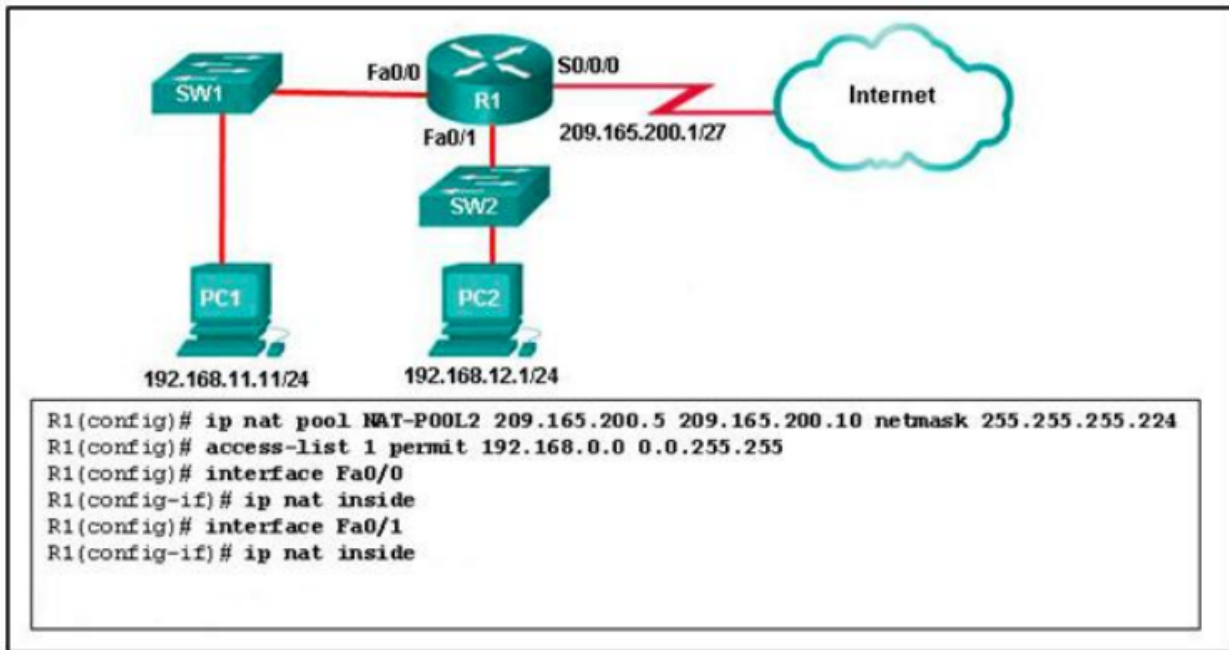 Fa0/0
S0/0/0
SW1
R1
Internet
Fa0/1
209.165.200.1/27
SW2
PC1
PC2
192.168.11.11/24
192.168.12.1/24
R1(config)# ip nat pool NAT-POOL2 209.165.200.5 209.165.200.10 netmask 255.255.255.224
R1(config)# access-list 1 permit 192.168.0.0 0.0.255.255
R1(config)# interface Fa0/0
R1(config-if)# ip nat inside
R1(config)# interface Fa0/1
R1(config-if)# ip nat inside